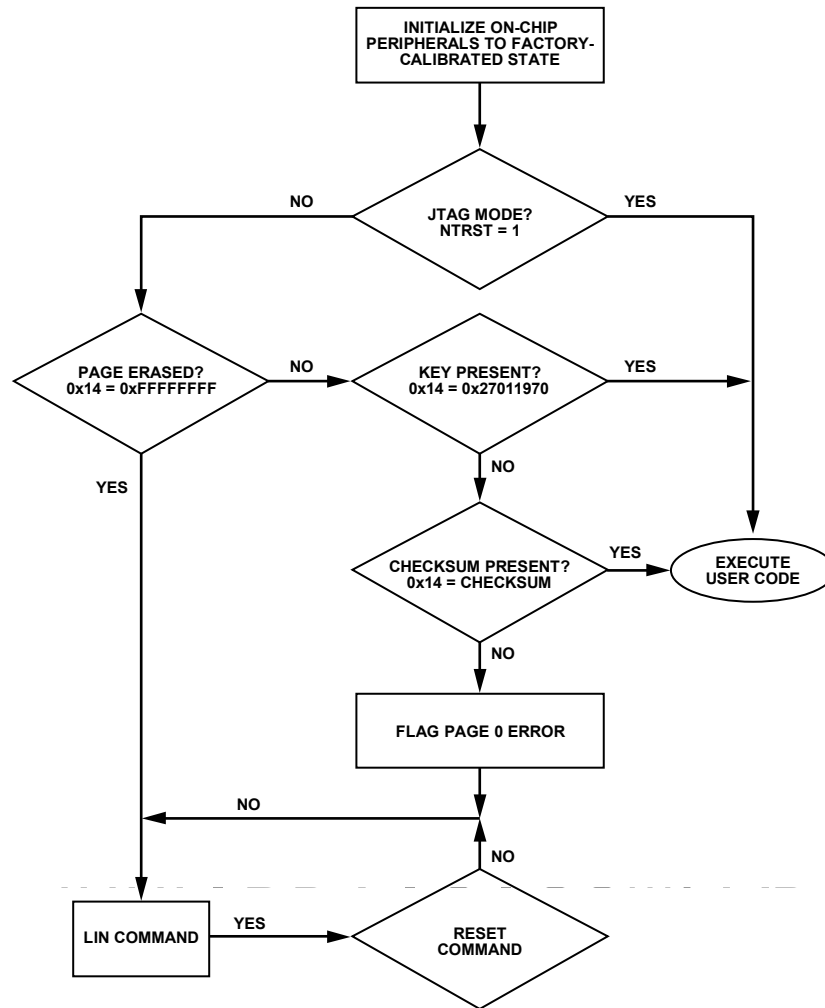 INITIALIZE ON-CHIP
PERIPHERALS TO FACTORY-
CALIBRATED STATE
NO
JTAG MODE?
NTRST = 1
YES
PAGE ERASED?
0x14 = 0xFFFFFFFF
NO
KEY PRESENT?
0x14 = 0x27011970
YES
YES
NO
CHECKSUM PRESENT?
0x14 = CHECKSUM
YES
EXECUTE
USER CODE
NO
FLAG PAGE 0 ERROR
NO
NO
LIN COMMAND
YES
RESET
COMMAND